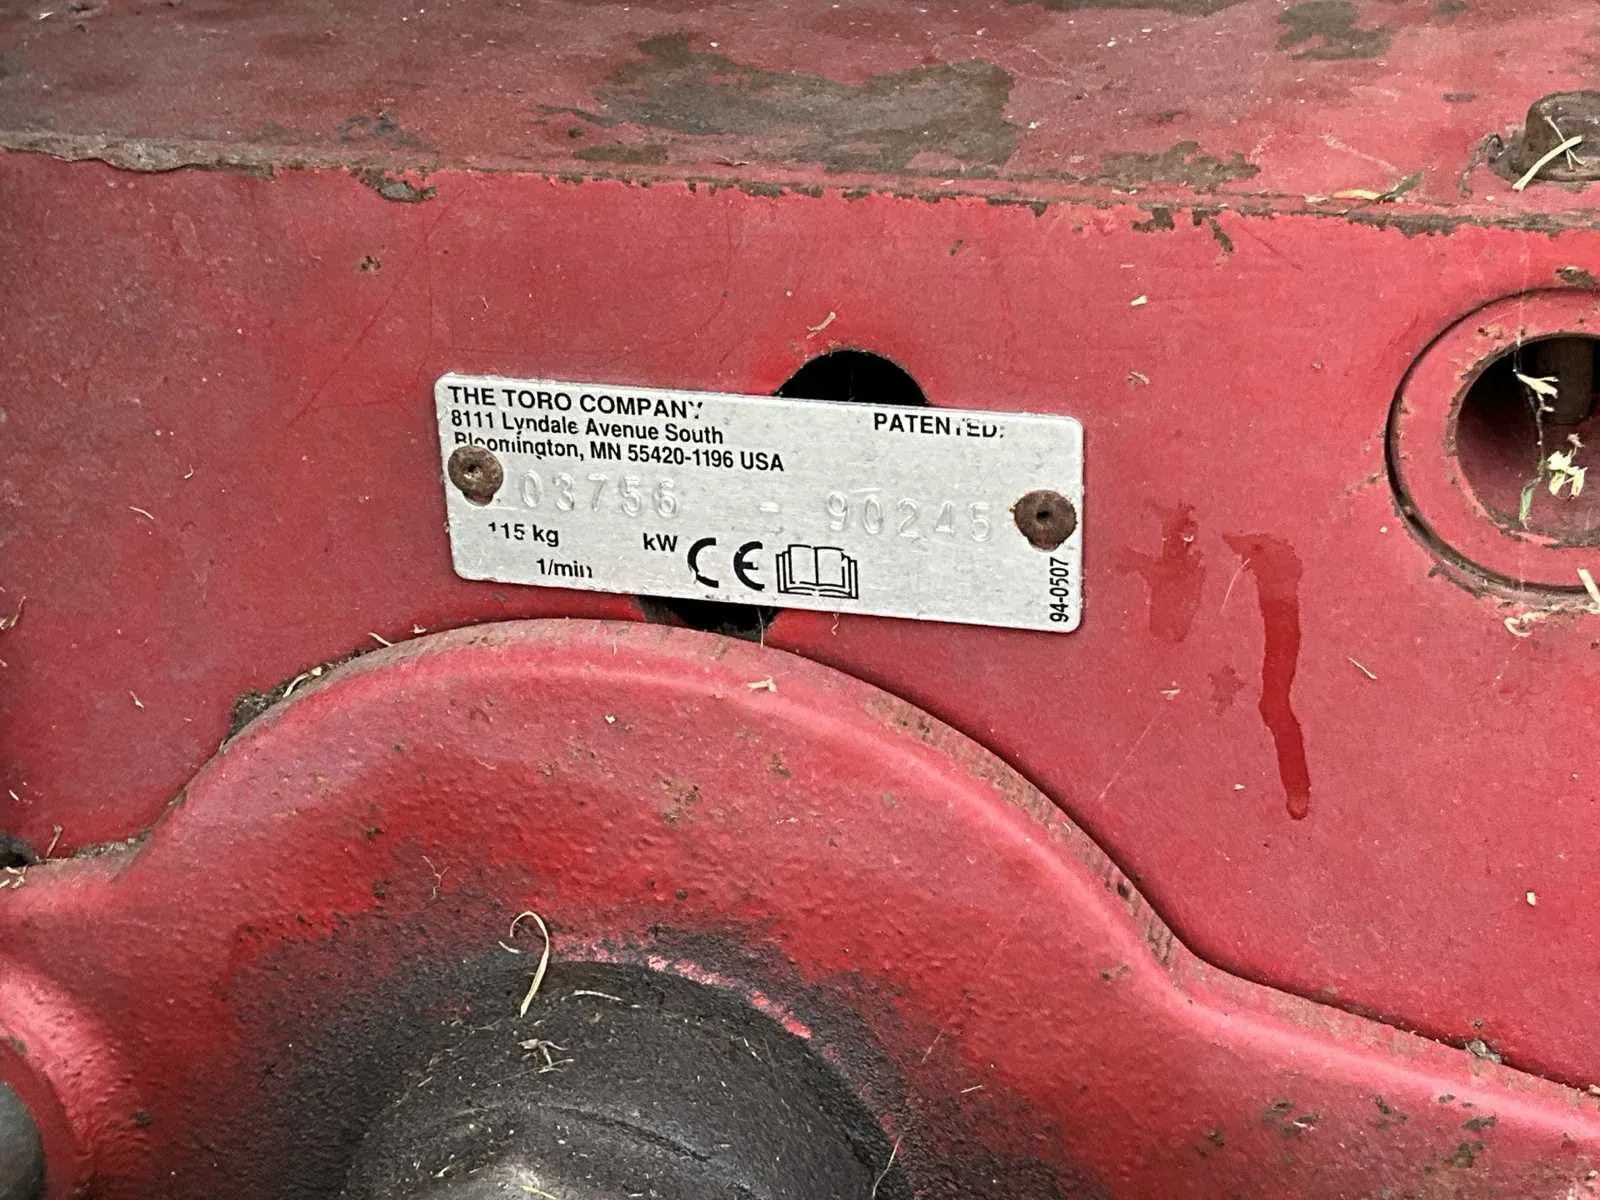 THE TORO COMPANY
PATENTED:
8111 Lyndale Avenue South
Bloomington, MN 55420-1196 USA
03756 - 90245
115 kg
kW
CE
1/min
94-0507